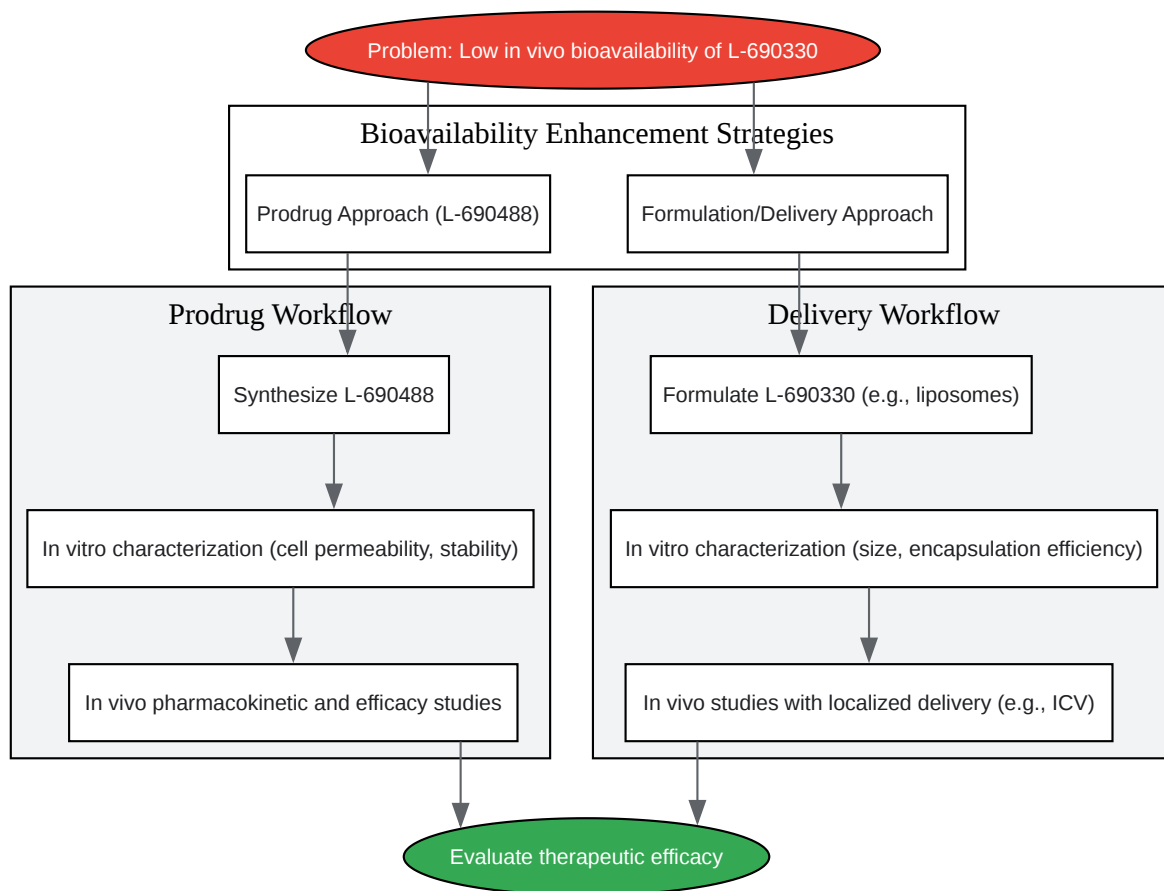 Problem: Low in vivo bioavailability of L-690330
Bioavailability Enhancement Strategies
Prodrug Approach (L-690488)
Formulation/Delivery Approach
Prodrug Workflow
Delivery Workflow
Synthesize L-690488
Formulate L-690330 (e.g., liposomes)
In vitro characterization (cell permeability, stability)
In vitro characterization (size, encapsulation efficiency)
In vivo pharmacokinetic and efficacy studies
In vivo studies with localized delivery (e.g., ICV)
Evaluate therapeutic efficacy